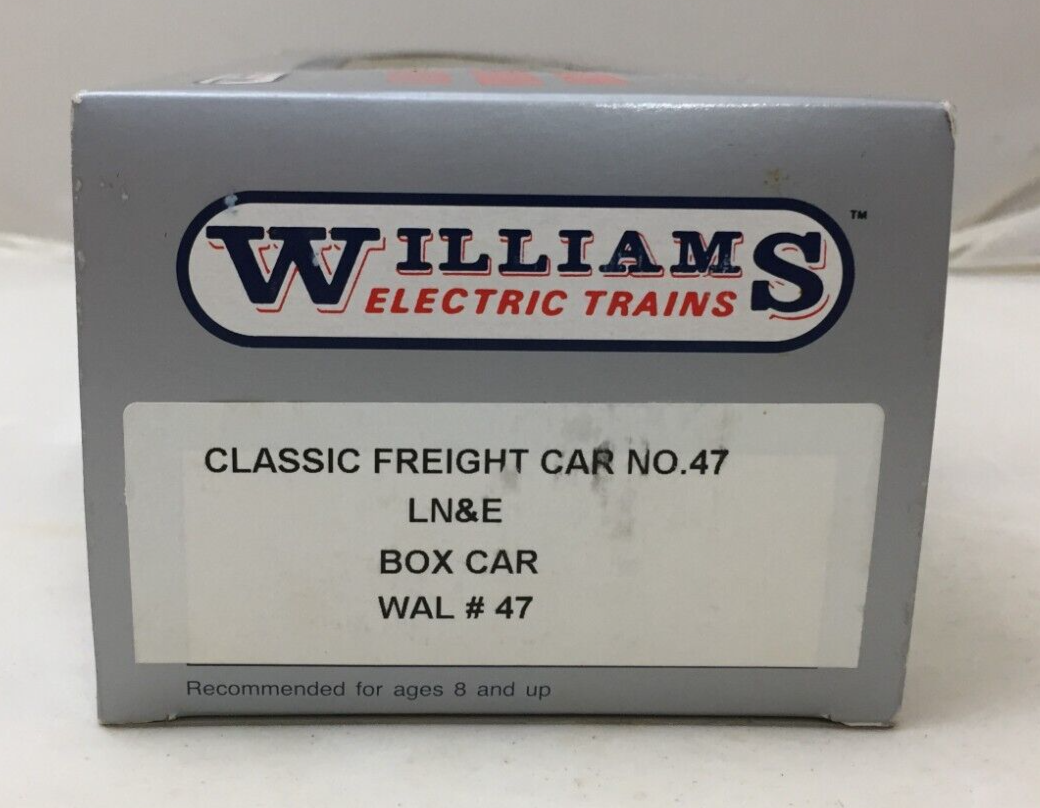 WILLIAMS
TM
ELECTRIC TRAINS
CLASSIC FREIGHT CAR NO.47
LN&E
BOX CAR
WAL # 47
Recommended for ages 8 and up